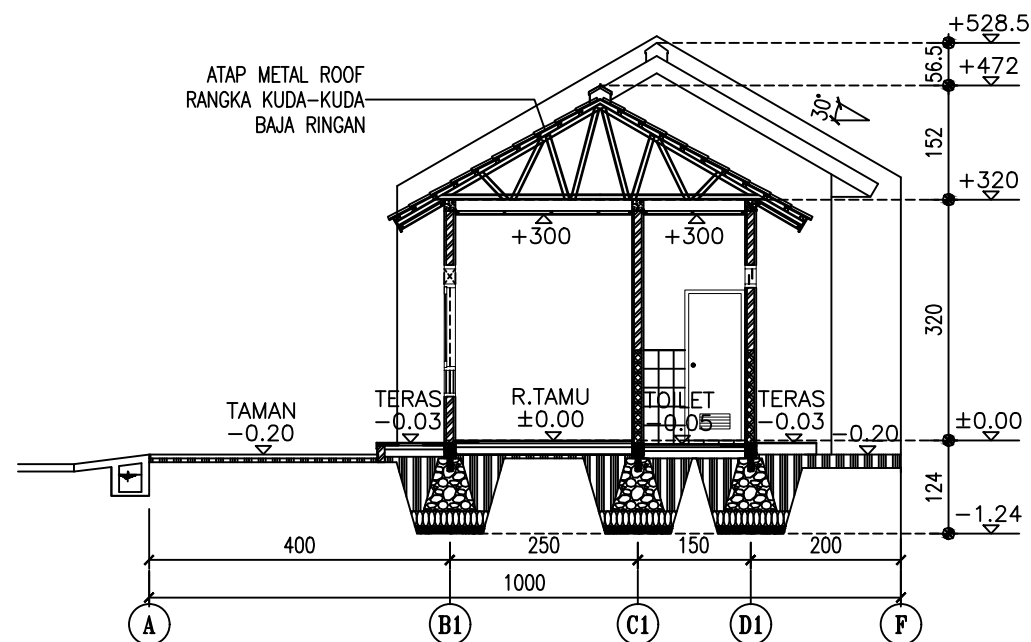 +528.5
56.5
+472
ATAP METAL ROOF
RANGKA KUDA-KUDA
BAJA RINGAN
30°
152
+320
+300
+300
320
TAMAN
-0.20
TERAS
-0.03
R.TAMU
±0.00
TOILET
-0.05
TERAS
-0.03
-0.20
±0.00
124
-1.24
400
250
150
200
1000
A
B1
C1
D1
F